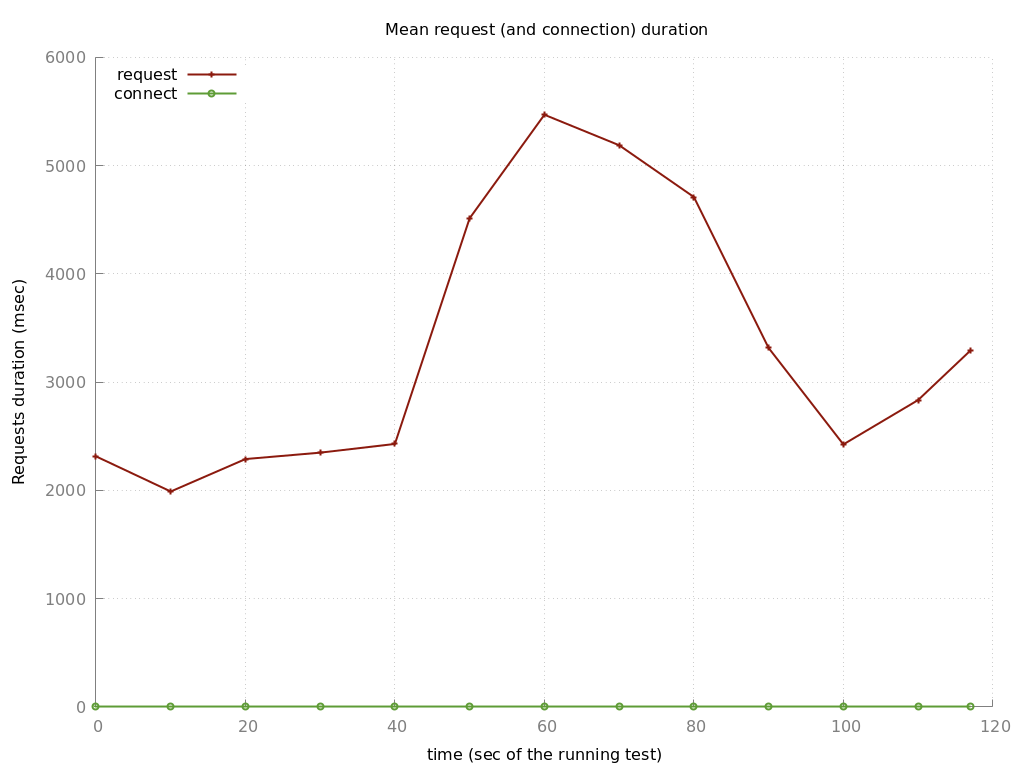 Mean request (and connection) duration
6000
request
connect
5000
4000
3000
2000
1000
0
Requests duration (msec)
0 20 40 60 80 100 120
time (sec of the running test)